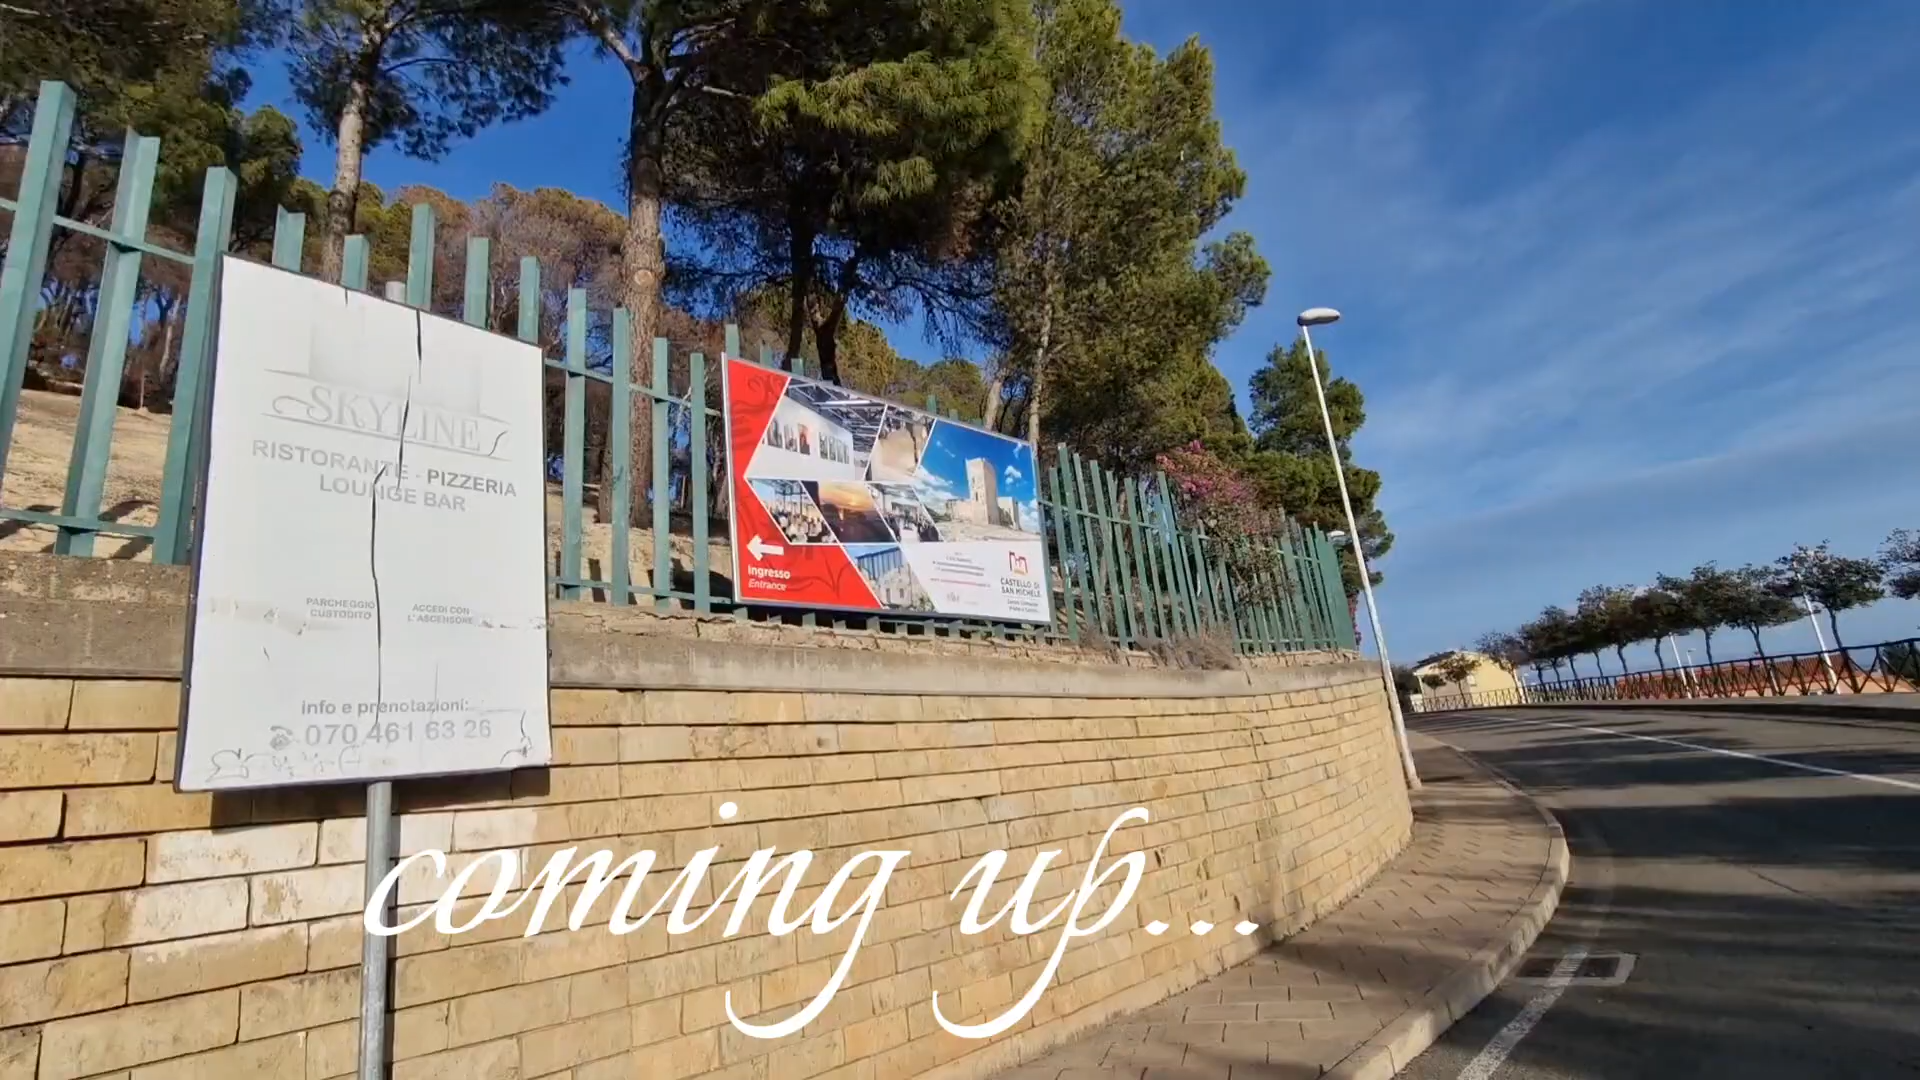 SKYLINE
RISTORANTE - PIZZERIA
LOUNGE BAR
PARCHEGGIO
CUSTODITO
ACCEDI CON
L'ASCENSORE
info e prenotazioni:
070 461 63 26
Ingresso
Entrance
CASTELLO DI
SAN MICHELE
coming up...